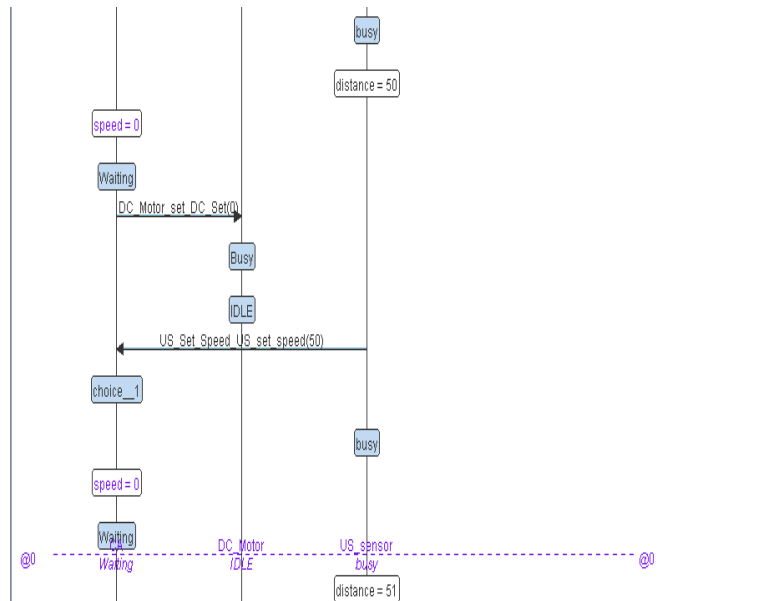 busy
distance = 50
speed = 0
Waiting
DC_Motor_set_DC_Set(0)
Busy
IDLE
US_Set_Speed_US_set_speed(50)
choice__1
busy
speed = 0
Waiting
CA DC_Motor US_sensor
@0 @0
Waiting IDLE busy
distance = 51